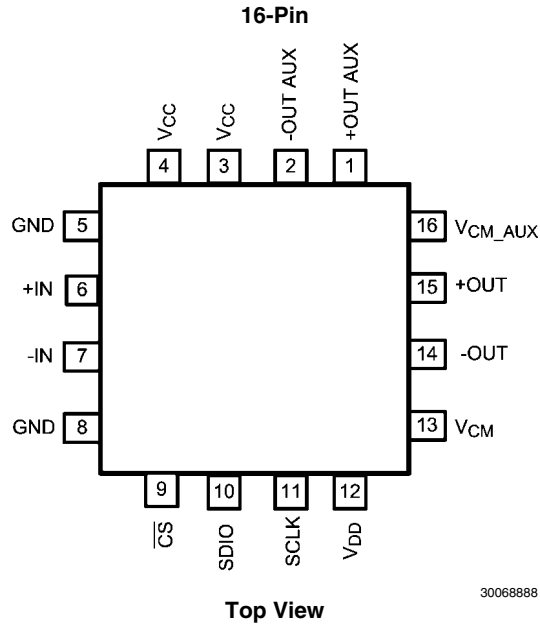 16-Pin
VCC
VCC
-OUT AUX
+OUT AUX
4
3
2
1
GND 5
16 VCM_AUX
+IN 6
15 +OUT
-IN 7
14 -OUT
GND 8
13 VCM
9
10
11
12
CS
SDIO
SCLK
VDD
30068888
Top View